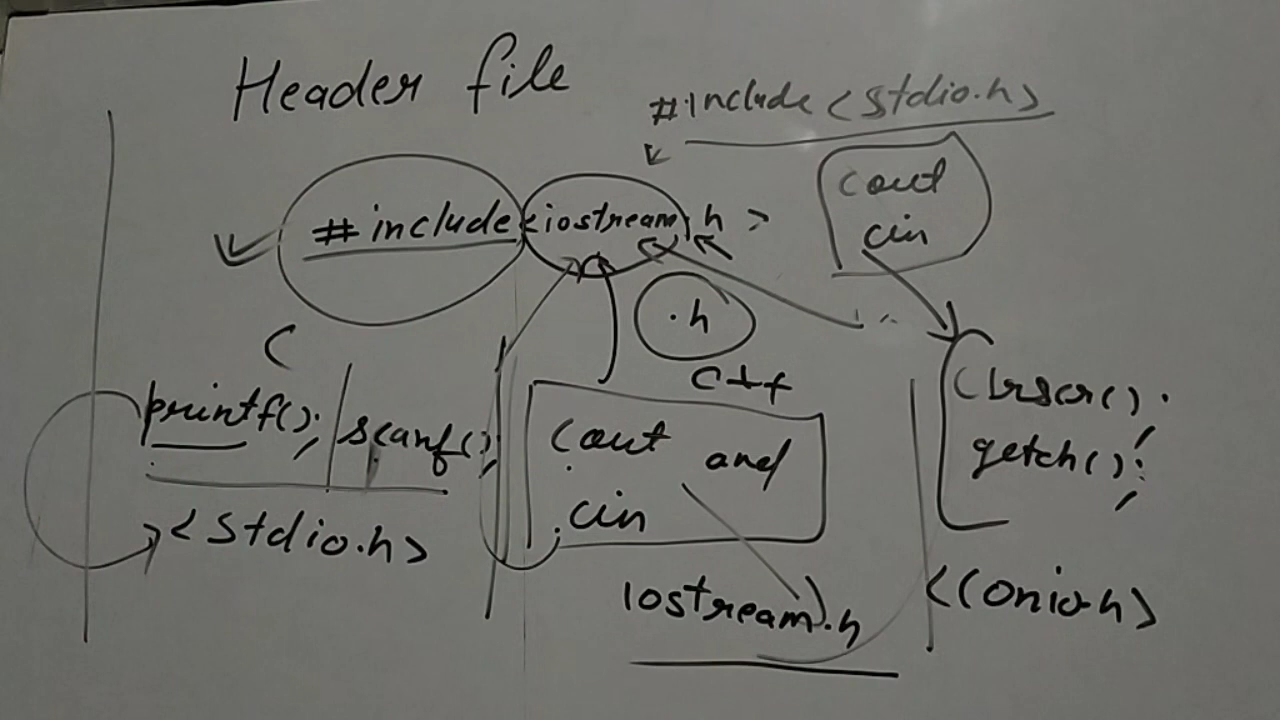 Header file
#include <stdio.h>
#include <iostream.h>
cout
cin
.h
C
C++
printf(); / scanf();
<stdio.h>
cout and
cin
iostream.h
Clrscr().
getch();
<Conio.h>